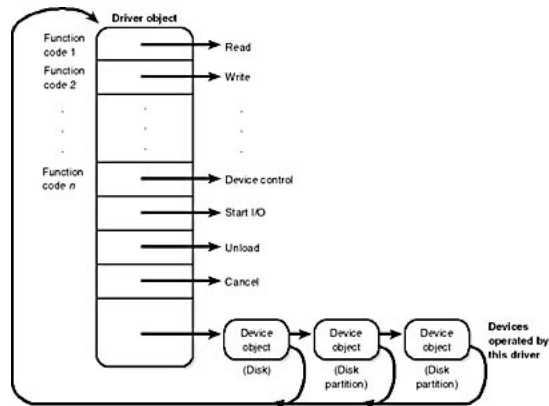 Driver object
Function
code 1
Read
Function
code 2
Write
Function
code n
Device control
Start I/O
Unload
Cancel
Device
object
(Disk)
Device
object
(Disk
partition)
Device
object
(Disk
partition)
Devices
operated by
this driver